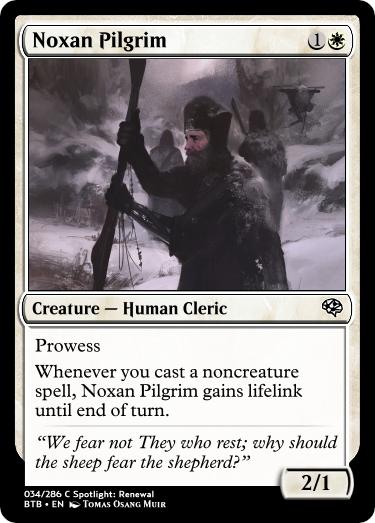 Noxan Pilgrim 1
Creature — Human Cleric
Prowess
Whenever you cast a noncreature
spell, Noxan Pilgrim gains lifelink
until end of turn.
“We fear not They who rest; why should
the sheep fear the shepherd?”
2/1
034/286 C Spotlight: Renewal
BTB • EN Tomas Osang Muir